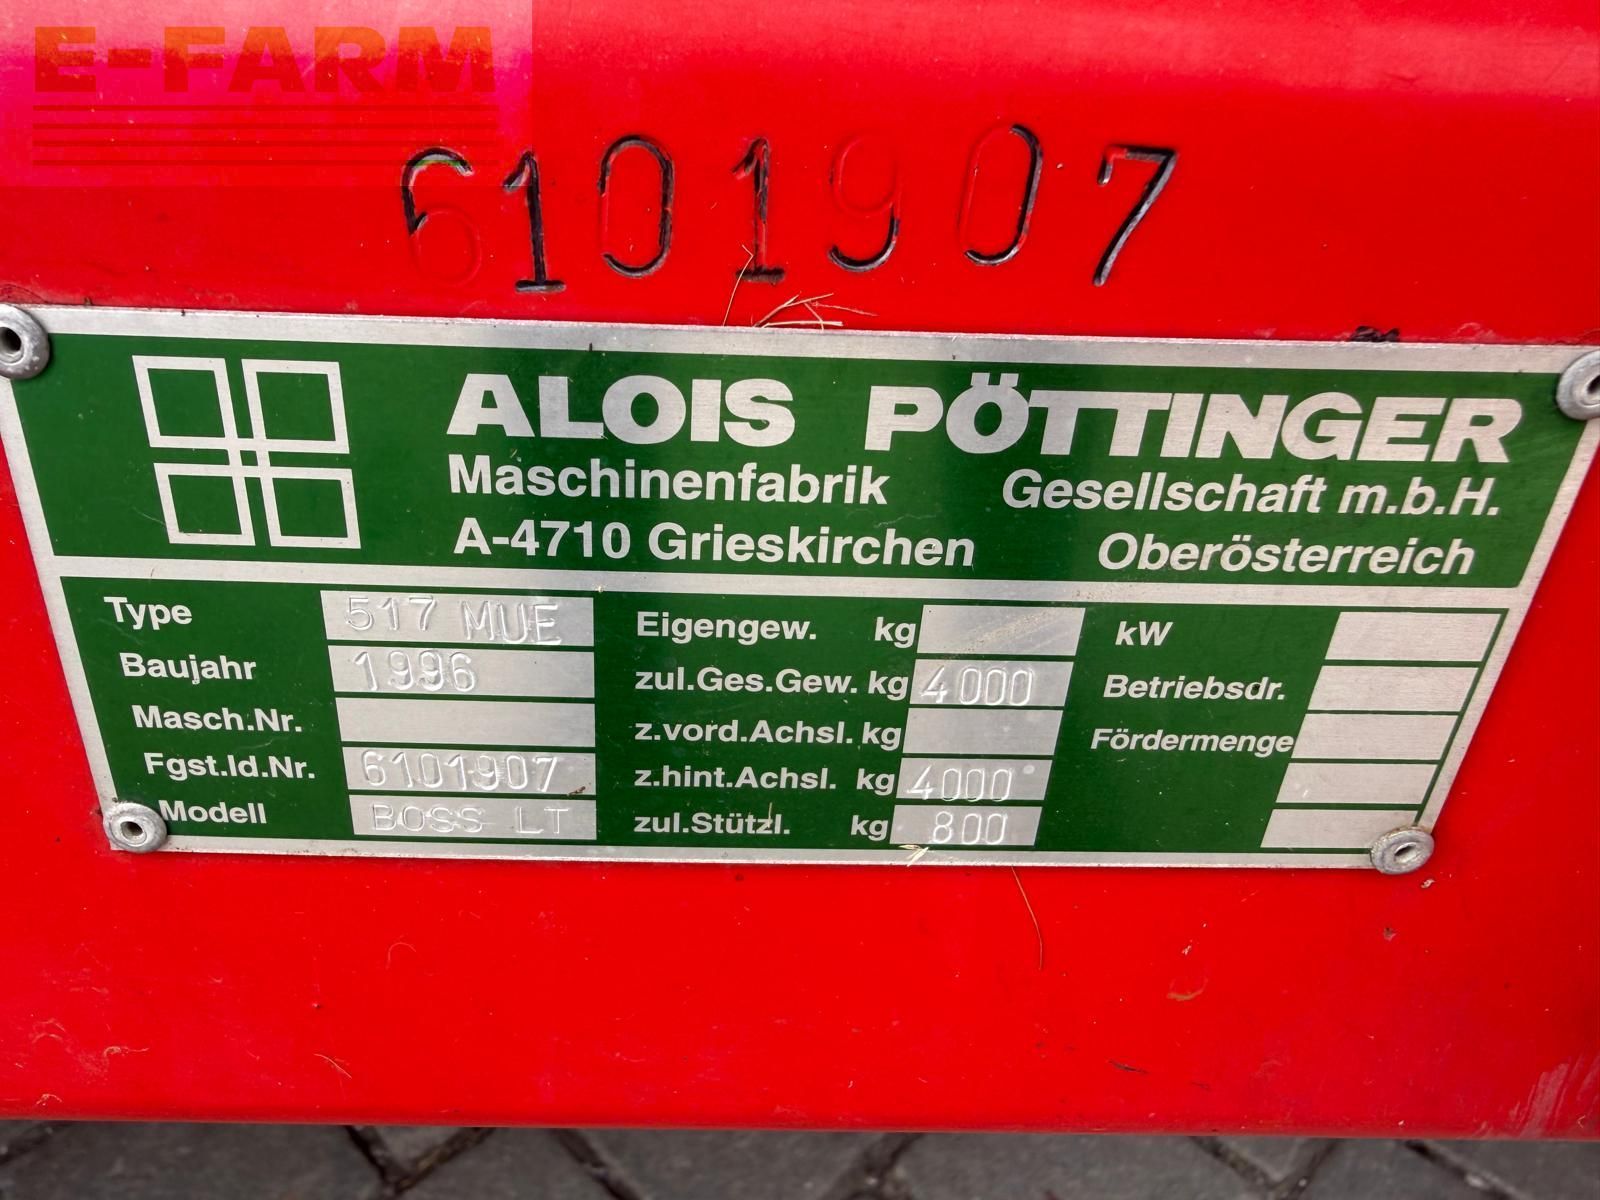 E-FARM
6101907
ALOIS PÖTTINGER
Maschinenfabrik Gesellschaft m.b.H.
A-4710 Grieskirchen Oberösterreich
Type 517 MUE Eigengew. kg kW
Baujahr 1996 zul.Ges.Gew. kg 4000 Betriebsdr.
Masch.Nr. z.vord.Achsl. kg Fördermenge
Fgst.Id.Nr. 6101907 z.hint.Achsl. kg 4000
Modell BOSS LT zul.Stützl. kg 800